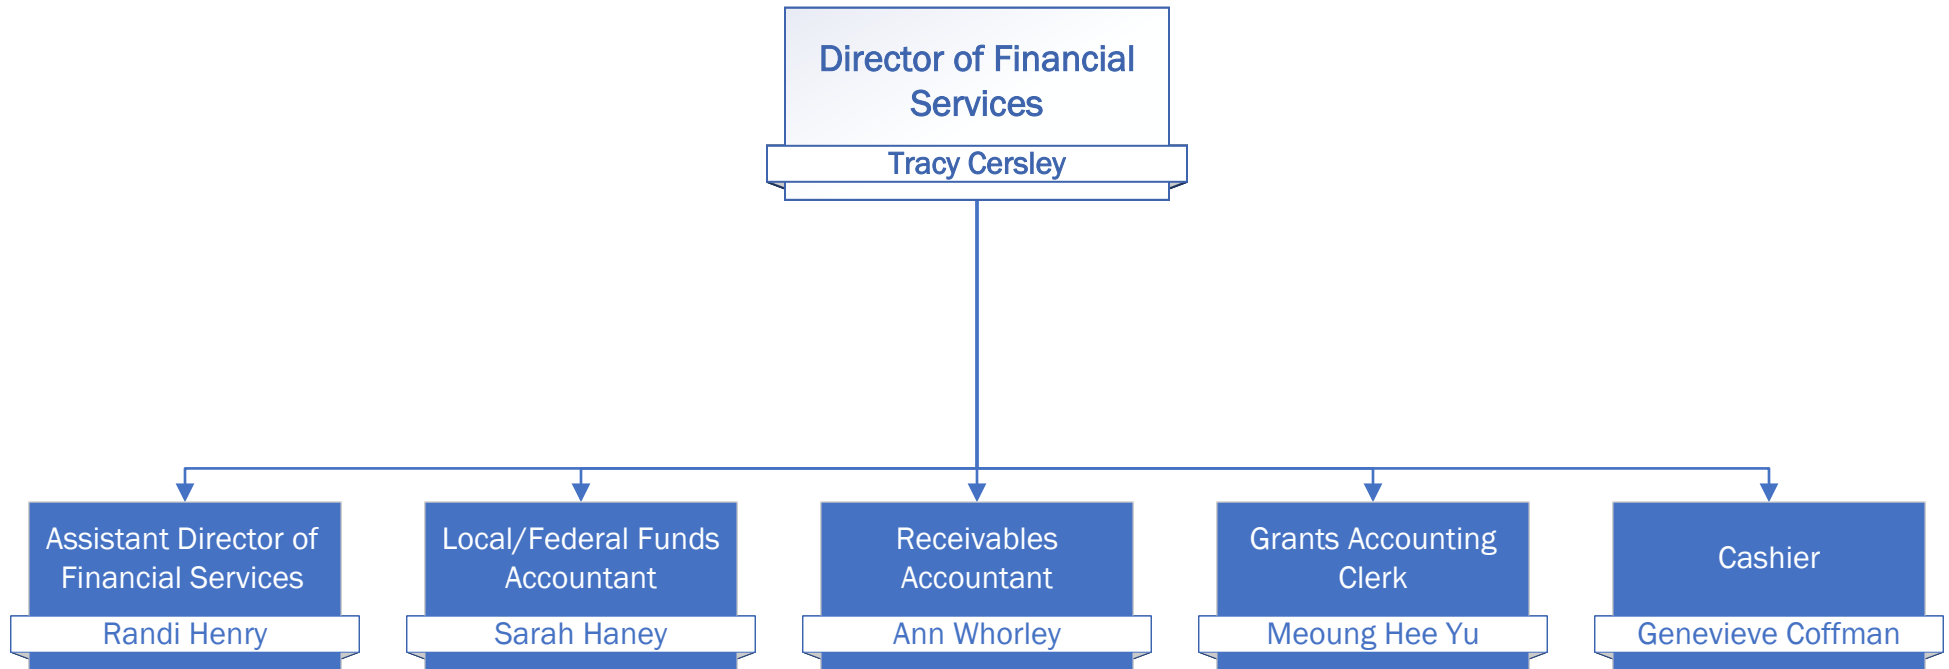 Director of Financial
Services
Tracy Cersley
Assistant Director of
Financial Services
Randi Henry
Local/Federal Funds
Accountant
Sarah Haney
Receivables
Accountant
Ann Whorley
Grants Accounting
Clerk
Meoung Hee Yu
Cashier
Genevieve Coffman